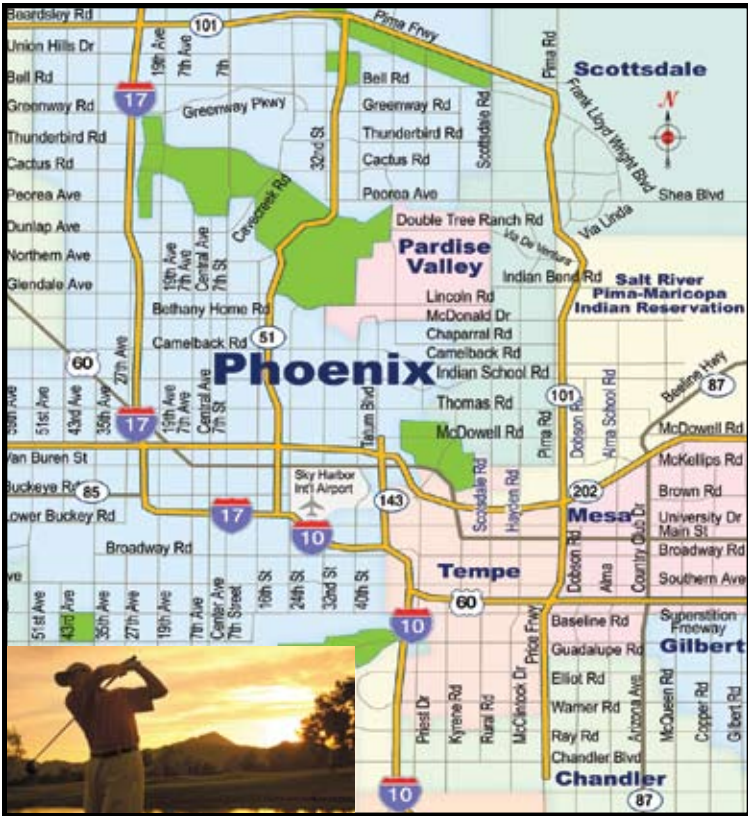 Beardsley Rd
101
Pima Frwy
Union Hills Dr
19th Ave
7th Ave
7th
Pima Rd
Scottsdale
Bell Rd
Bell Rd
17
Greenway Rd
Greenway Pkwy
Greenway Rd
Scottsdale Rd
Frank Lloyd Wright Blvd
N
Thunderbird Rd
32nd St
Thunderbird Rd
Cactus Rd
Cactus Rd
Peorea Ave
Cavecreek Rd
Peorea Ave
Shea Blvd
Dunlap Ave
Double Tree Ranch Rd
Via Linda
Via De Ventura
Northern Ave
19th Ave
7th Ave
Central Ave
7th St
Pardise
Valley
Indian Bend Rd
Glendale Ave
Salt River
Pima-Maricopa
Indian Reservation
Lincoln Rd
Bethany Home Rd
McDonald Dr
51
Chaparral Rd
Camelback Rd
Camelback Rd
60
27th Ave
Phoenix
Indian School Rd
Beeline Hwy
87
101
59th Ave
51st Ave
43rd Ave
35th Ave
17
19th Ave
7th Ave
Central Ave
7th St
Tatum Blvd
Thomas Rd
Pima Rd
Dobson Rd
Alma School Rd
McDowell Rd
McDowell Rd
Van Buren St
McKellips Rd
Sky Harbor
Int'l Airport
Scottsdale Rd
Hayden Rd
Buckeye Rd
85
143
202
Brown Rd
Lower Buckey Rd
17
10
Mesa
Country Club Dr
University Dr
Main St
Broadway Rd
Broadway Rd
Tempe
Dobson Rd
Alma
Southern Ave
ve
51st Ave
43rd Ave
35th Ave
27th Ave
19th Ave
7th Ave
Center Ave
7th Street
16th St
24th St
32nd St
40th St
60
10
Price Frwy
Baseline Rd
Superstition
Freeway
Guadalupe Rd
Gilbert
Priest Dr
Kyrene Rd
Rural Rd
McClintock Dr
Elliot Rd
Arizona Ave
McQueen Rd
Copper Rd
Gilbert Rd
Warner Rd
Ray Rd
Chandler Blvd
Chandler
10
87